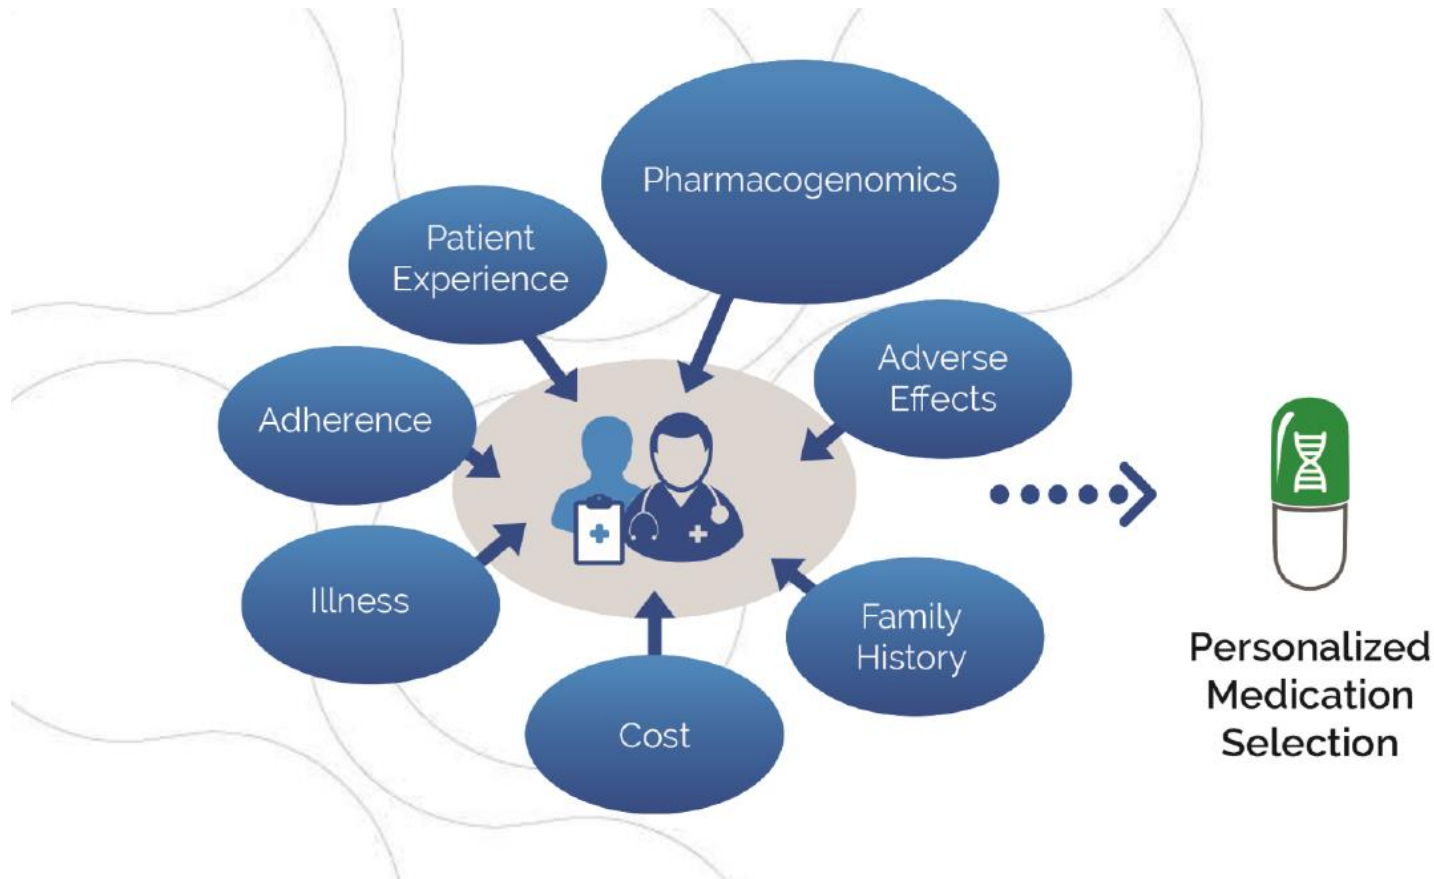 Pharmacogenomics
Patient
Experience
Adverse
Effects
Adherence
Illness
Family
History
Cost
Personalized
Medication
Selection